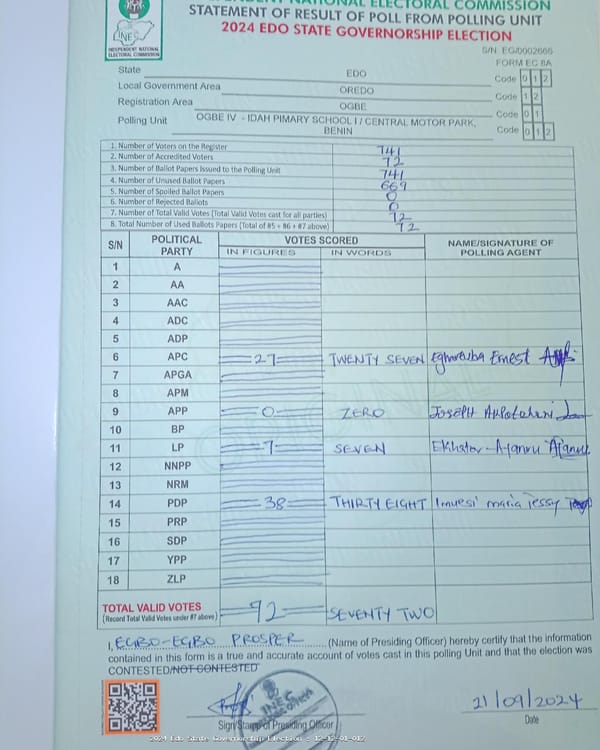 INDEPENDENT NATIONAL ELECTORAL COMMISSION
STATEMENT OF RESULT OF POLL FROM POLLING UNIT
2024 EDO STATE GOVERNORSHIP ELECTION
INEC
INDEPENDENT NATIONAL ELECTORAL COMMISSION
S/N. EG/0002666
FORM EC 8A
State EDO Code 0 1 2
Local Government Area OREDO Code 1 2
Registration Area OGBE Code 0 1
Polling Unit OGBE IV - IDAH PIMARY SCHOOL I / CENTRAL MOTOR PARK, BENIN Code 0 1 2
1. Number of Voters on the Register 741
2. Number of Accredited Voters 72
3. Number of Ballot Papers Issued to the Polling Unit 741
4. Number of Unused Ballot Papers 669
5. Number of Spoiled Ballot Papers 0
6. Number of Rejected Ballots 0
7. Number of Total Valid Votes (Total Valid Votes cast for all parties) 72
8. Total Number of Used Ballots Papers (Total of #5 + #6 + #7 above) 72
S/N POLITICAL PARTY VOTES SCORED NAME/SIGNATURE OF POLLING AGENT
IN FIGURES IN WORDS
1 A
2 AA
3 AAC
4 ADC
5 ADP
6 APC 27 TWENTY SEVEN Ernest
7 APGA
8 APM
9 APP 0 ZERO JOSEPH
10 BP
11 LP 7 SEVEN
12 NNPP
13 NRM
14 PDP 38 THIRTY EIGHT Imuesi maria Tessy
15 PRP
16 SDP
17 YPP
18 ZLP
TOTAL VALID VOTES 72 SEVENTY TWO
(Record Total Valid Votes under #7 above)
I, EGBO-EGBO PROSPER (Name of Presiding Officer) hereby certify that the information
contained in this form is a true and accurate account of votes cast in this polling Unit and that the election was
CONTESTED/NOT CONTESTED
INEC
21/09/2024
Sign/Stamp of Presiding Officer Date
2024 Edo State Governorship Election - 12-12-01-012